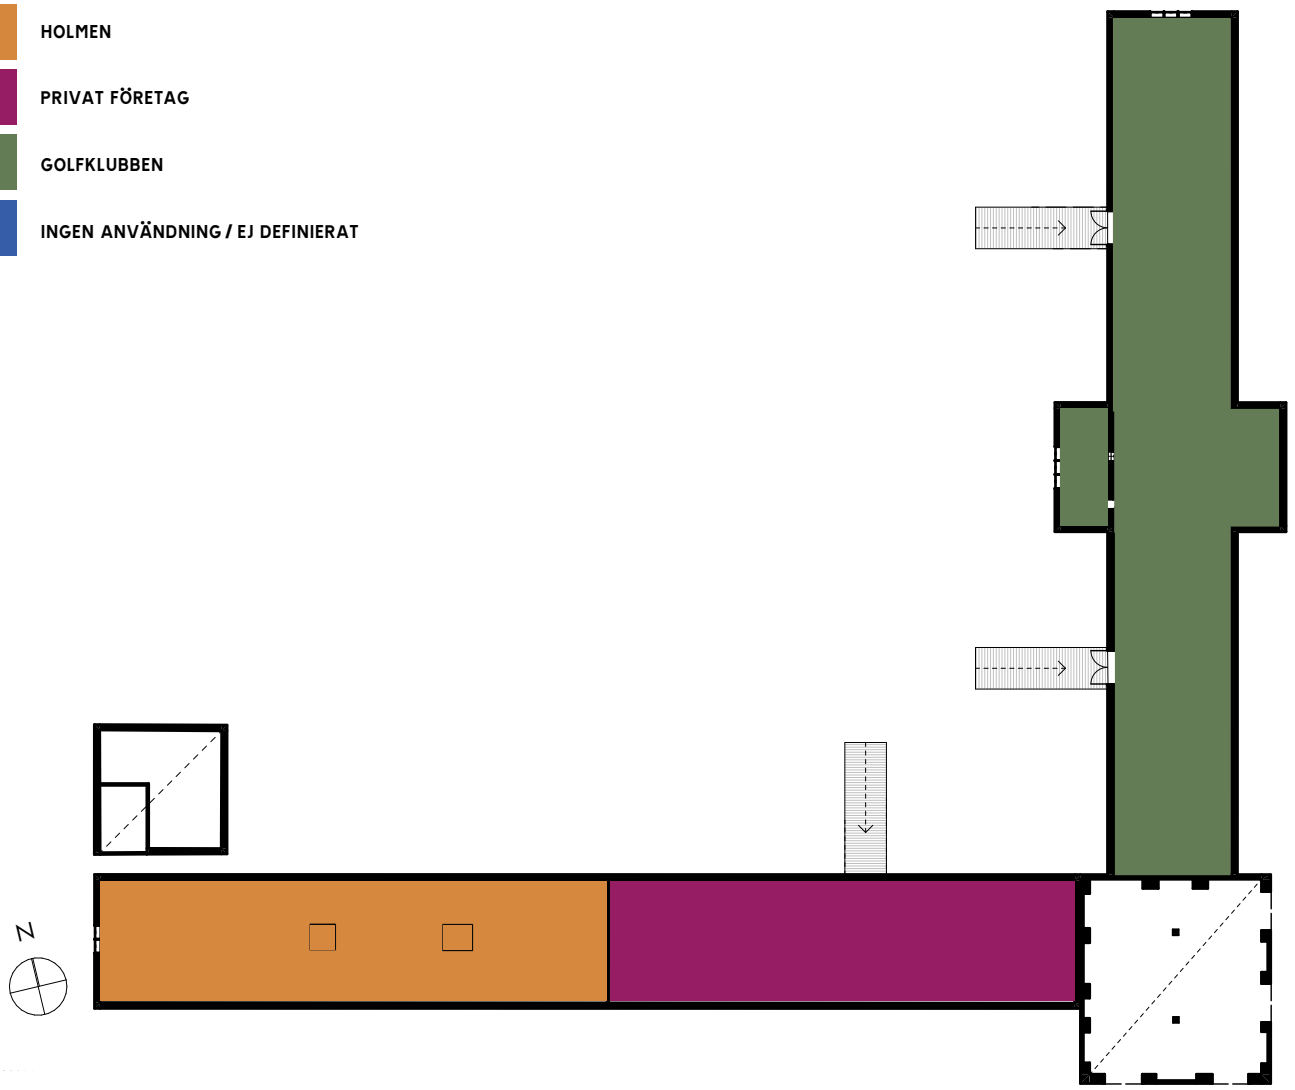 HOLMEN
PRIVAT FÖRETAG
GOLFKLUBBEN
INGEN ANVÄNDNING / EJ DEFINIERAT
N